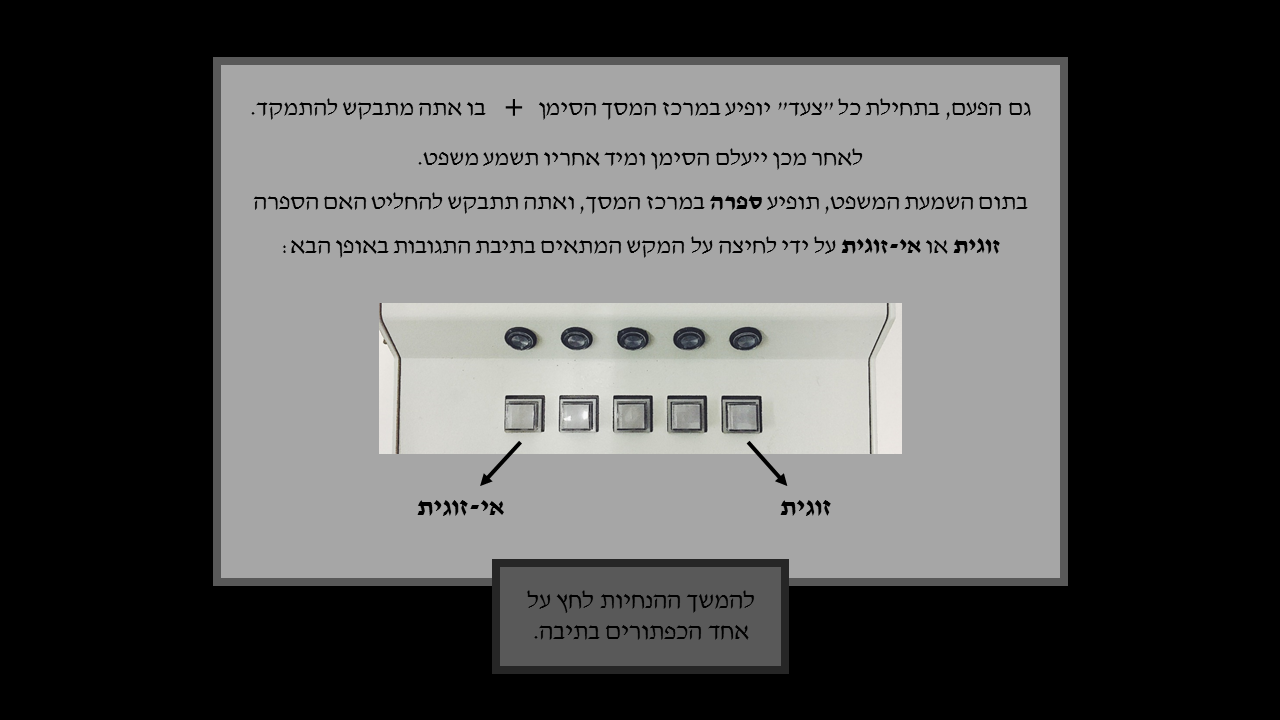 גם הפעם, בתחילת כל "צעד" יופיע במרכז המסך הסימן + בו אתה מתבקש להתמקד.
לאחר מכן ייעלם הסימן ומיד אחריו תשמע משפט.
בתום השמעת המשפט, תופיע ספרה במרכז המסך, ואתה תתבקש להחליט האם הספרה
זוגית או אי-זוגית על ידי לחיצה על המקש המתאים בתיבת התגובות באופן הבא:
זוגית
אי-זוגית
להמשך ההנחיות לחץ על
אחד הכפתורים בתיבה.